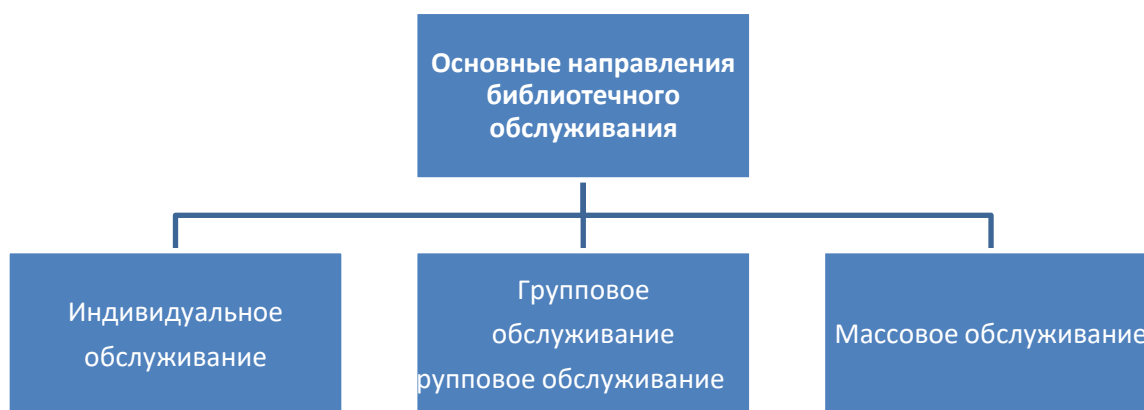 Основные направления
библиотечного
обслуживания
Индивидуальное
обслуживание
Групповое
обслуживание
рупповое обслуживание
Массовое обслуживание